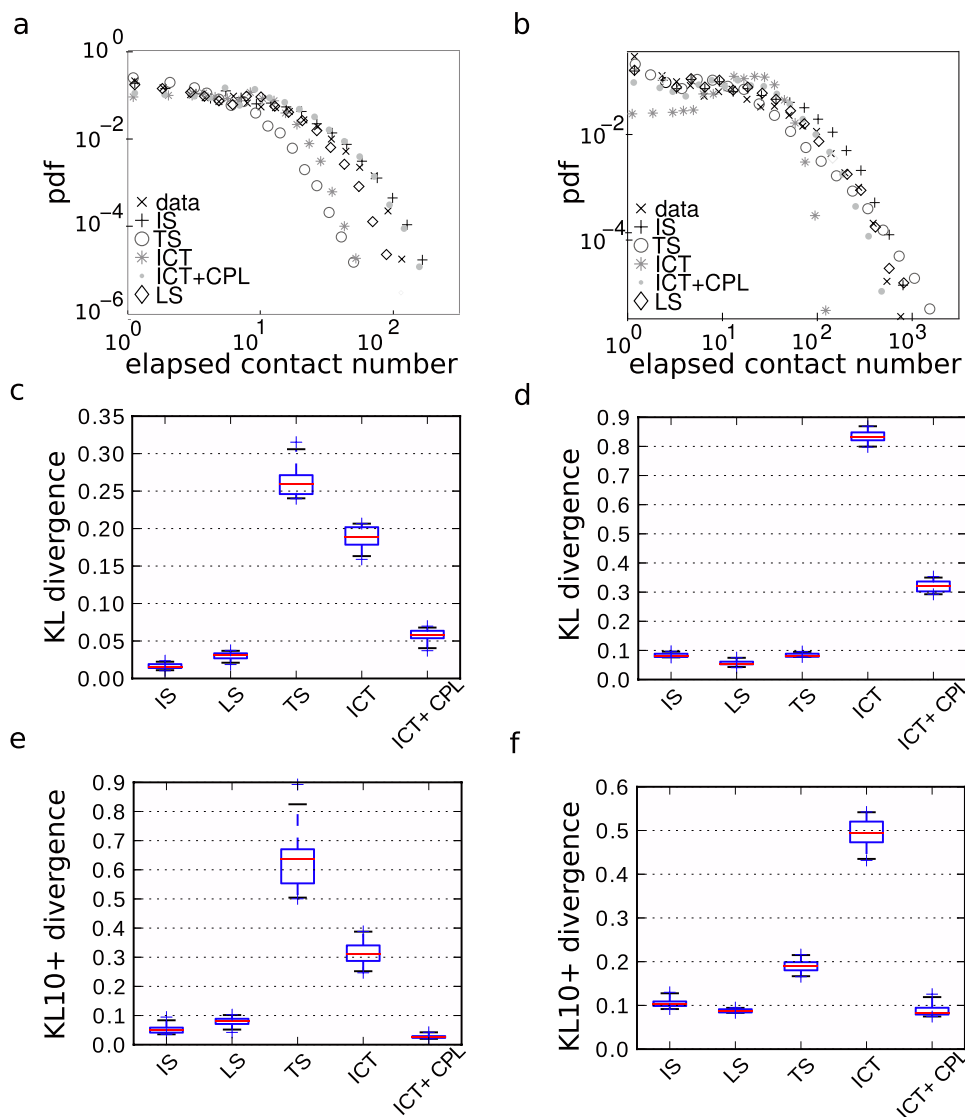 a
10^0
10^-2
10^-4
10^-6
pdf
data
IS
TS
ICT
ICT+CPL
LS
10^0
10^1
10^2
elapsed contact number
b
10^-2
10^-4
pdf
data
IS
TS
ICT
ICT+CPL
LS
10^0
10^1
10^2
10^3
elapsed contact number
c
0.35
0.30
0.25
0.20
0.15
0.10
0.05
0.00
KL divergence
IS
LS
TS
ICT
ICT+ CPL
d
0.9
0.8
0.7
0.6
0.5
0.4
0.3
0.2
0.1
0.0
KL divergence
IS
LS
TS
ICT
ICT+ CPL
e
0.9
0.8
0.7
0.6
0.5
0.4
0.3
0.2
0.1
0.0
KL10+ divergence
IS
LS
TS
ICT
ICT+ CPL
f
0.6
0.5
0.4
0.3
0.2
0.1
0.0
KL10+ divergence
IS
LS
TS
ICT
ICT+ CPL